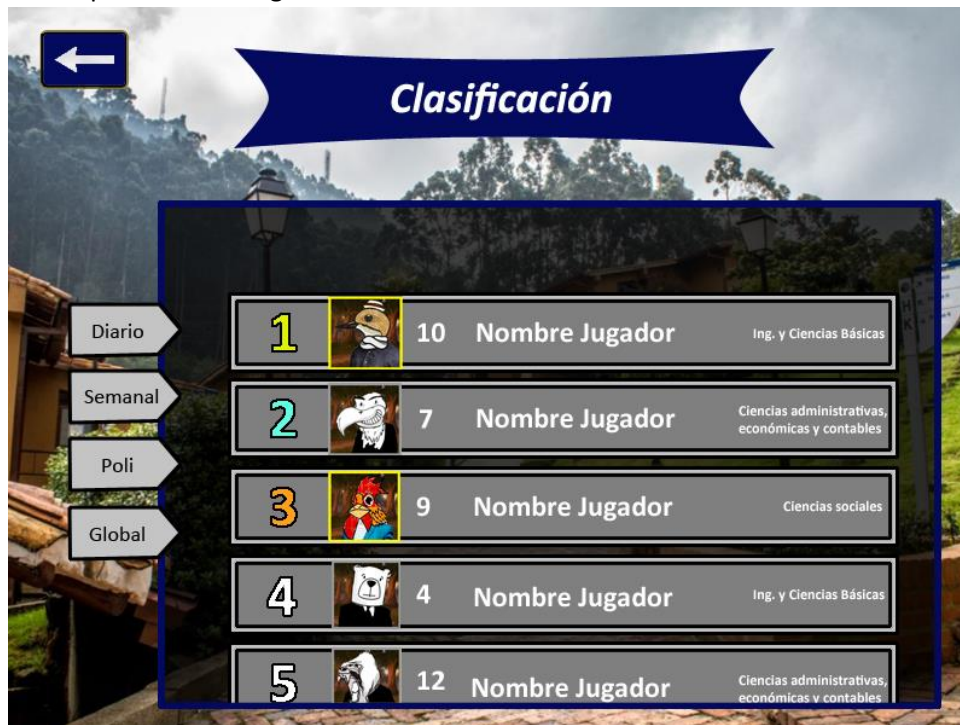 Clasificación
Diario
Semanal
Poli
Global
1 10 Nombre Jugador Ing. y Ciencias Básicas
2 7 Nombre Jugador Ciencias administrativas,
económicas y contables
3 9 Nombre Jugador Ciencias sociales
4 4 Nombre Jugador Ing. y Ciencias Básicas
5 12 Nombre Jugador Ciencias administrativas,
económicas y contables